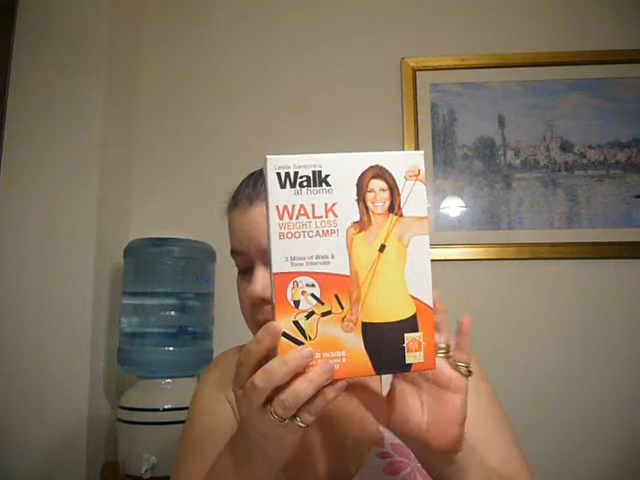 Leslie Sansone's
Walk
at home
WALK
WEIGHT LOSS
BOOTCAMP!
3 Miles of Walk &
Tone Intervals
INSIDE
&